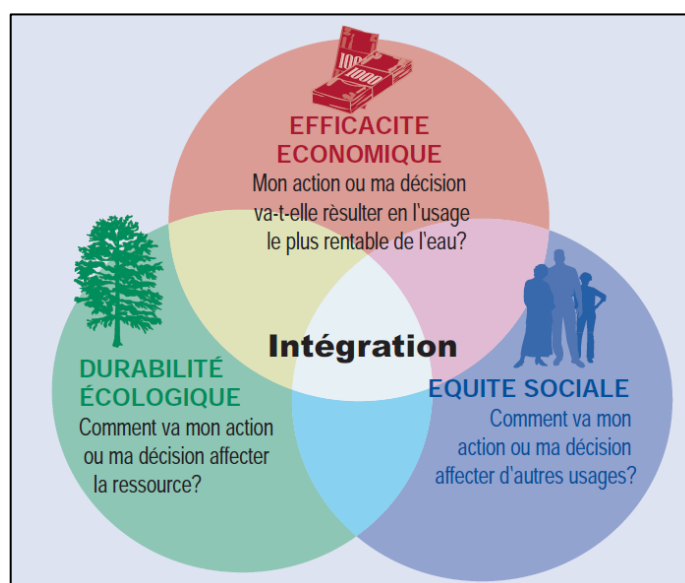 1000
1000
EFFICACITE
ECONOMIQUE
Mon action ou ma décision
va-t-elle rèsulter en l'usage
le plus rentable de l'eau?
Intégration
DURABILITÉ
ÉCOLOGIQUE
Comment va mon action
ou ma décision affecter
la ressource?
EQUITE SOCIALE
Comment va mon
action ou ma décision
affecter d'autres usages?